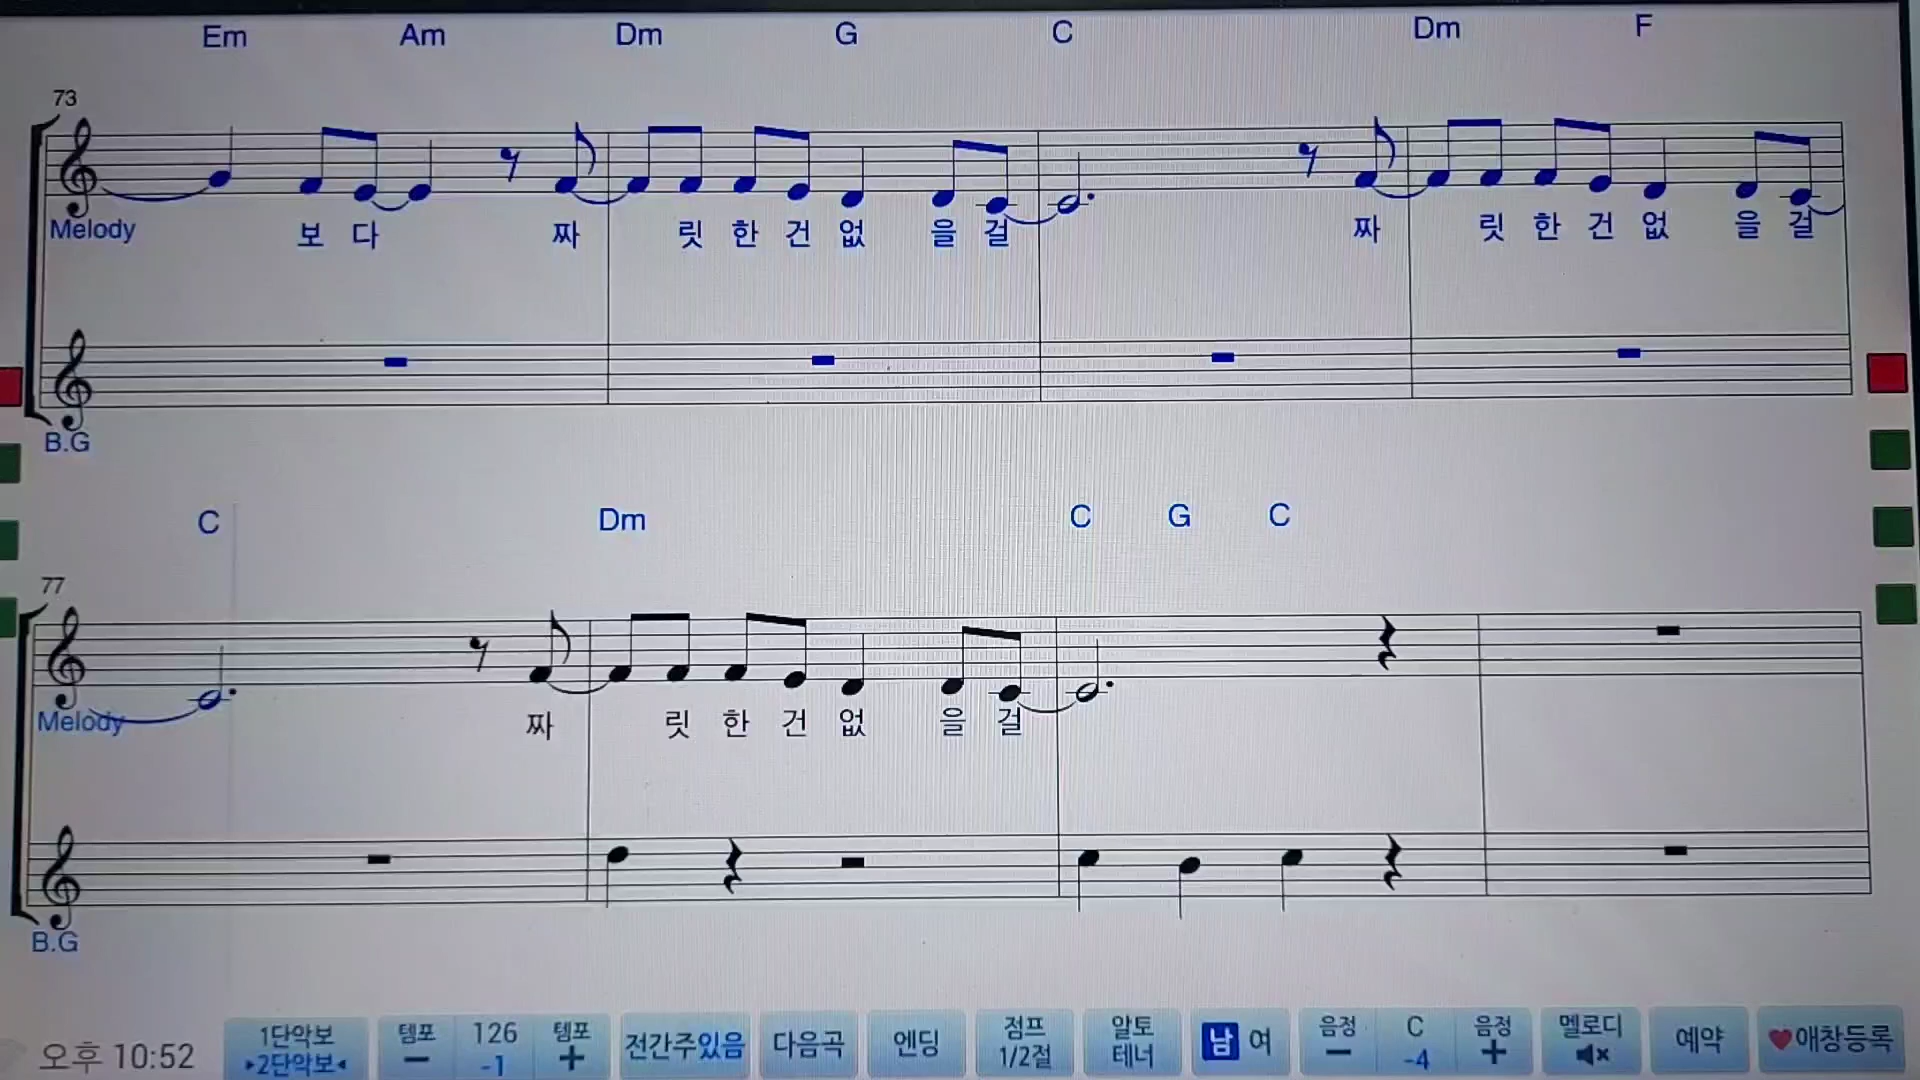 Em Am Dm G C Dm F
73
Melody 보 다 짜 릿 한 건 없 을 걸 짜 릿 한 건 없 을 걸
B.G
C Dm C G C
77
Melody 짜 릿 한 건 없 을 걸
B.G
오후 10:52
1단악보
▸2단악보◂
템포
−
126
-1
템포
+
전간주있음
다음곡
엔딩
점프
1/2절
알토
테너
남 여
음정
−
C
-4
음정
+
멜로디
예약
♥애창등록